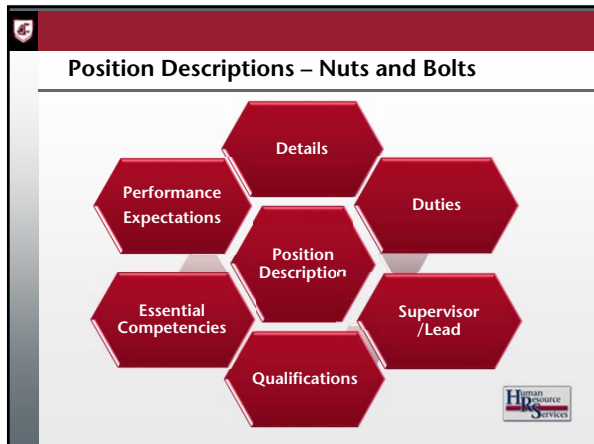 Position Descriptions – Nuts and Bolts
Details
Performance
Expectations
Duties
Position
Description
Essential
Competencies
Supervisor
/Lead
Qualifications
Human
Resource
Services